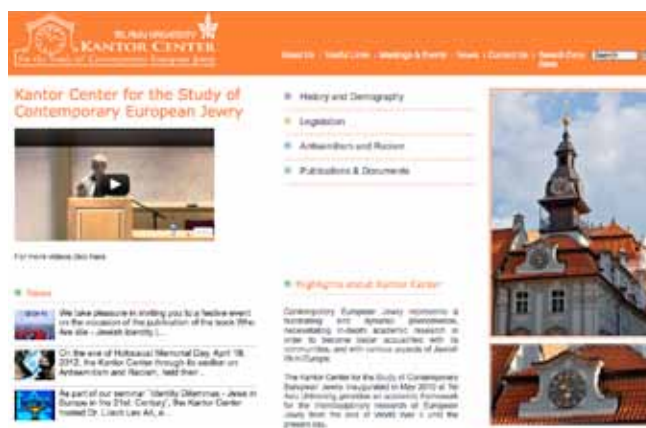 TEL AVIV UNIVERSITY
KANTOR CENTER
For the Study of Contemporary European Jewry
About Us Useful Links Meetings & Events News Contact Us Search
Kantor Center for the Study of
Contemporary European Jewry
For more videos click here
News
We take pleasure in inviting you to a festive event
on the occasion of the publication of the book Who
Are We - Jewish Identity
On the eve of Holocaust Memorial Day, April 18,
2012, the Kantor Center through its section on
Antisemitism and Racism, held their ..
As part of our seminar "Identity Dilemmas - Jews in
Europe in the 21st. Century", the Kantor Center
hosted Dr.
History and Demography
Legislation
Antisemitism and Racism
Publications & Documents
Highlights about Kantor Center
Contemporary European Jewry represents a
fascinating and dynamic phenomenon,
necessitating in-depth academic research in
order to become better acquainted with its
communities, and with various aspects of Jewish
life in Europe.
The Kantor Center for the Study of Contemporary
European Jewry inaugurated in May 2010 at Tel
Aviv University, provides an academic framework
for the interdisciplinary research of European
Jewry from the end of World War II until the
present day.